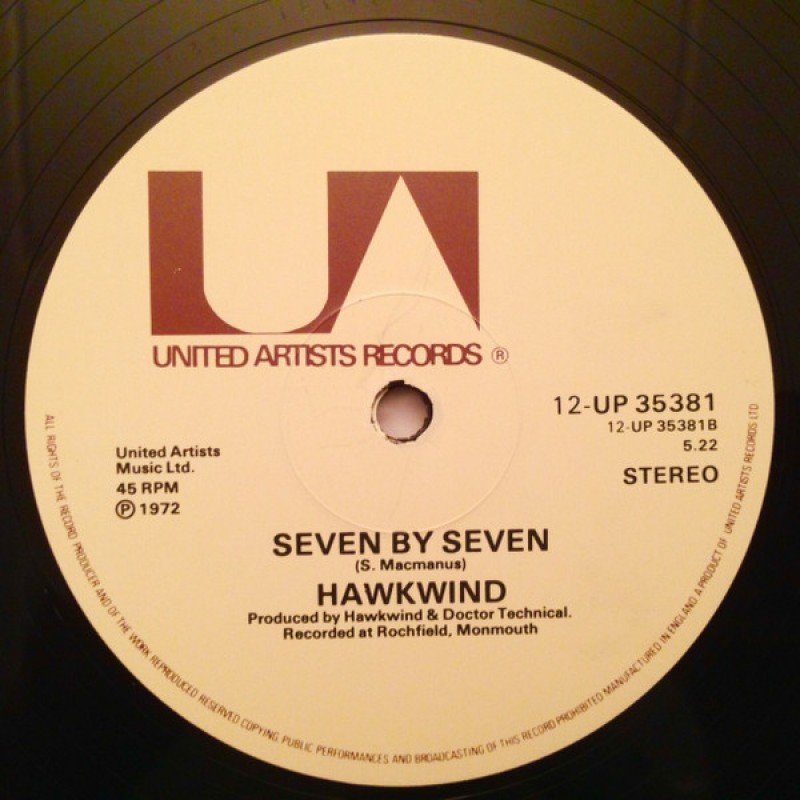 UA
UNITED ARTISTS RECORDS ®
12-UP 35381
12-UP 35381B
5.22
STEREO
United Artists
Music Ltd.
45 RPM
℗ 1972
SEVEN BY SEVEN
(S. Macmanus)
HAWKWIND
Produced by Hawkwind & Doctor Technical.
Recorded at Rochfield, Monmouth
ALL RIGHTS OF THE RECORD PRODUCER AND OF THE WORK REPRODUCED RESERVED COPYING, PUBLIC PERFORMANCES AND BROADCASTING OF THIS RECORD PROHIBITED MANUFACTURED IN ENGLAND A PRODUCT OF UNITED ARTISTS RECORDS LTD